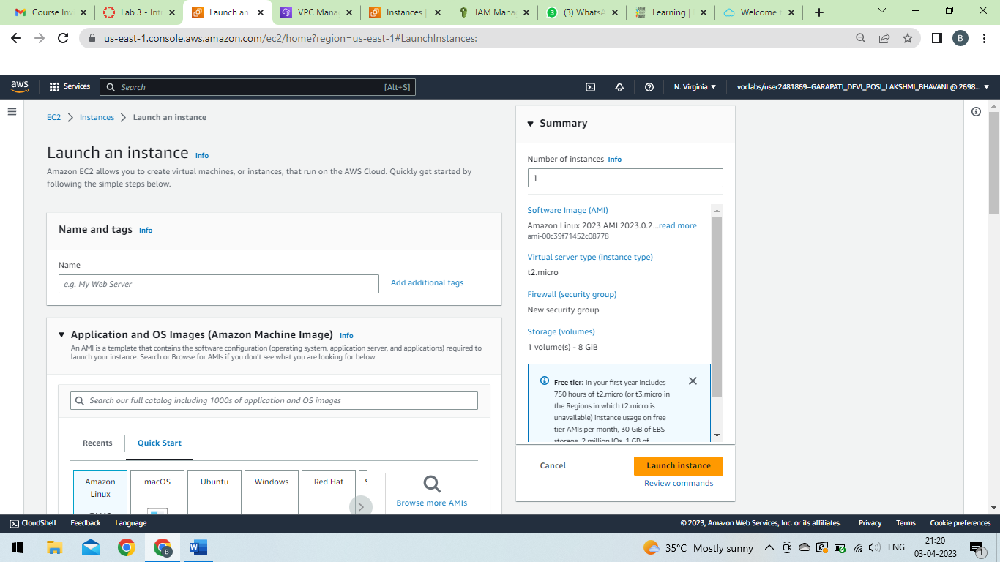 Course Inv
Lab 3 - Intr
Launch an
VPC Mana
Instances
IAM Mana
(3) WhatsA
Learning
Welcome t
us-east-1.console.aws.amazon.com/ec2/home?region=us-east-1#LaunchInstances:
B
aws
Services
Search
[Alt+S]
N. Virginia
voclabs/user2481869=GARAPATI_DEVI_POSI_LAKSHMI_BHAVANI @ 2698...
EC2
Instances
Launch an instance
Launch an instance Info
Amazon EC2 allows you to create virtual machines, or instances, that run on the AWS Cloud. Quickly get started by
following the simple steps below.
Name and tags Info
Name
e.g. My Web Server
Add additional tags
Application and OS Images (Amazon Machine Image) Info
An AMI is a template that contains the software configuration (operating system, application server, and applications) required to
launch your instance. Search or Browse for AMIs if you don't see what you are looking for below
Search our full catalog including 1000s of application and OS images
Recents
Quick Start
Amazon
Linux
aws
macOS
Ubuntu
Windows
Red Hat
Browse more AMIs
Summary
Number of instances Info
1
Software Image (AMI)
Amazon Linux 2023 AMI 2023.0.2...read more
ami-00c39f71452c08778
Virtual server type (instance type)
t2.micro
Firewall (security group)
New security group
Storage (volumes)
1 volume(s) - 8 GiB
Free tier: In your first year includes
750 hours of t2.micro (or t3.micro in
the Regions in which t2.micro is
unavailable) instance usage on free
tier AMIs per month, 30 GiB of EBS
storage, 2 million IOs, 1 GB of
Cancel
Launch instance
Review commands
CloudShell
Feedback
Language
© 2023, Amazon Web Services, Inc. or its affiliates.
Privacy
Terms
Cookie preferences
35°C Mostly sunny
ENG
21:20
03-04-2023
1